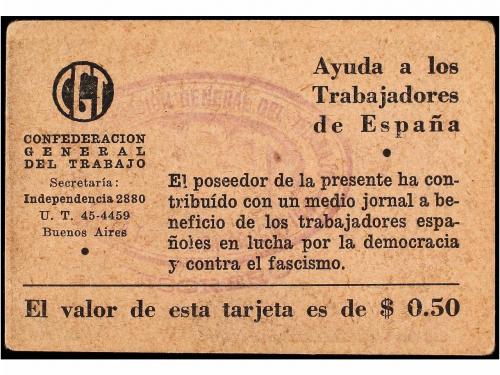 CGT
CONFEDERACION
GENERAL
DEL TRABAJO
Secretaría:
Independencia 2880
U. T. 45-4459
Buenos Aires
Ayuda a los
Trabajadores
de España
El poseedor de la presente ha con-
tribuído con un medio jornal a be-
neficio de los trabajadores espa-
ñoles en lucha por la democracia
y contra el fascismo.
El valor de esta tarjeta es de $ 0.50
GENERAL DEL